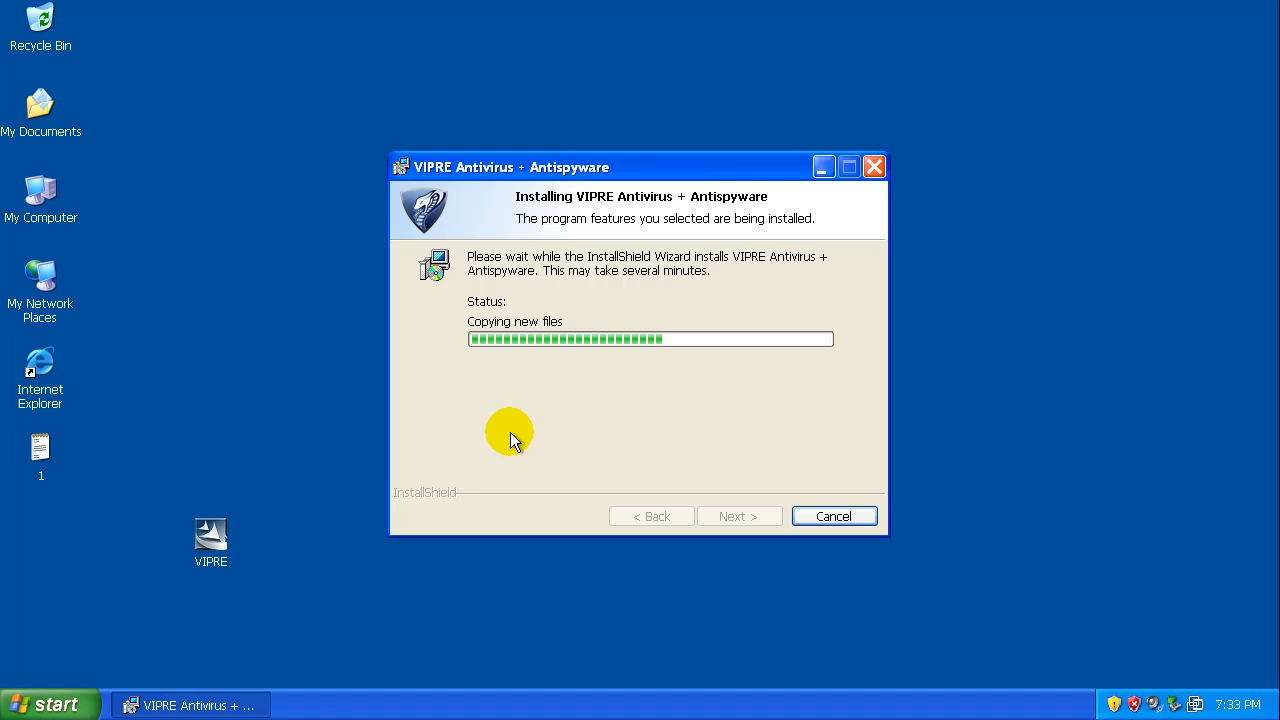 Recycle Bin
My Documents
My Computer
My Network
Places
Internet
Explorer
1
VIPRE
VIPRE Antivirus + Antispyware
Installing VIPRE Antivirus + Antispyware
The program features you selected are being installed.
Please wait while the InstallShield Wizard installs VIPRE Antivirus +
Antispyware. This may take several minutes.
Status:
Copying new files
InstallShield
< Back
Next >
Cancel
start
VIPRE Antivirus + ...
7:33 PM